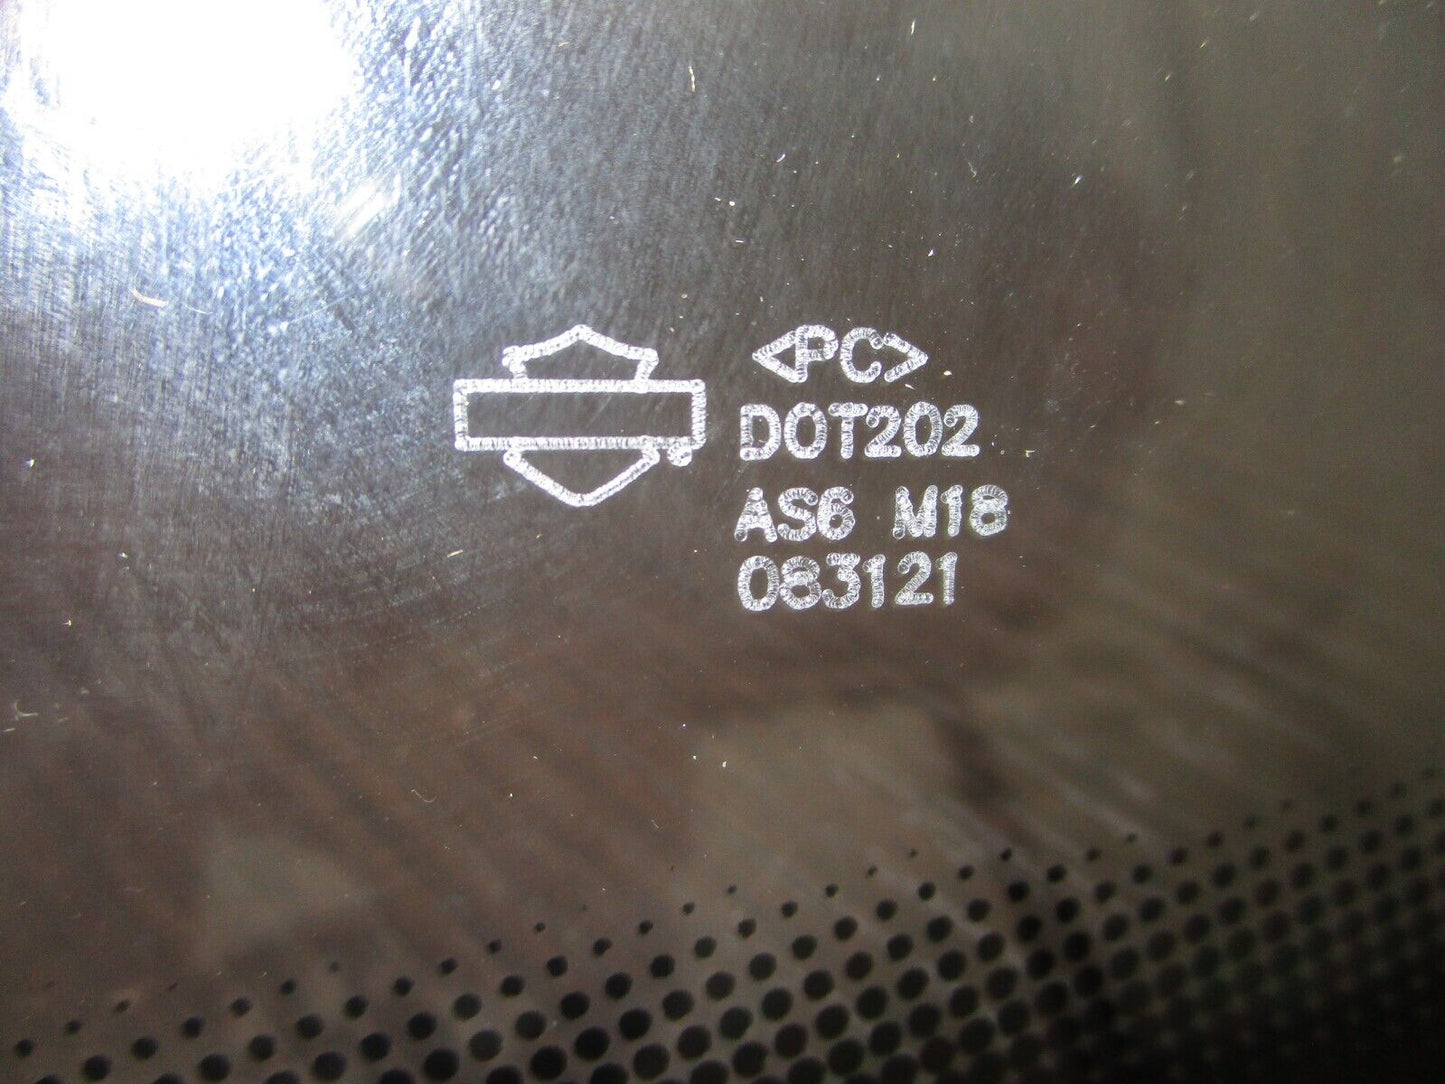 <PC>
DOT202
AS6 M18
083121